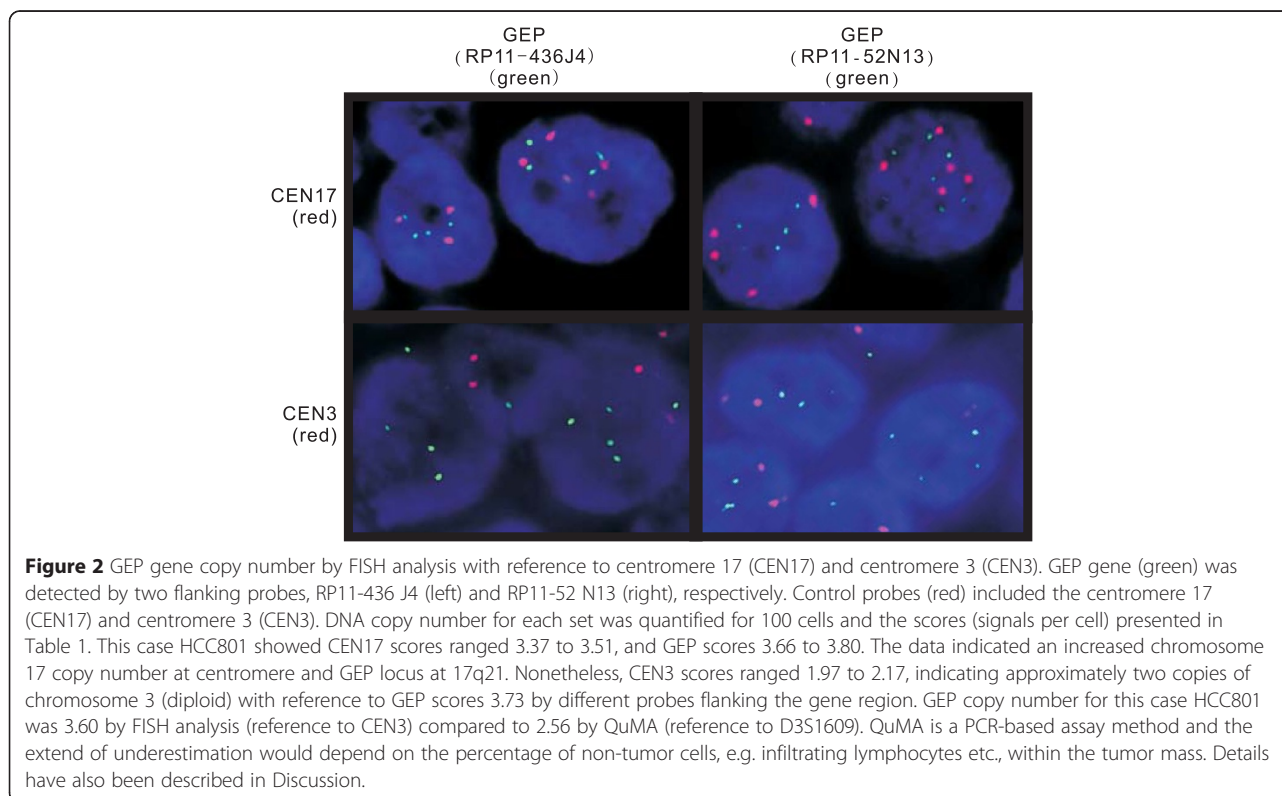 GEP
(RP11-436J4)
(green)
GEP
(RP11-52N13)
(green)
CEN17
(red)
CEN3
(red)
Figure 2 GEP gene copy number by FISH analysis with reference to centromere 17 (CEN17) and centromere 3 (CEN3). GEP gene (green) was
detected by two flanking probes, RP11-436 J4 (left) and RP11-52 N13 (right), respectively. Control probes (red) included the centromere 17
(CEN17) and centromere 3 (CEN3). DNA copy number for each set was quantified for 100 cells and the scores (signals per cell) presented in
Table 1. This case HCC801 showed CEN17 scores ranged 3.37 to 3.51, and GEP scores 3.66 to 3.80. The data indicated an increased chromosome
17 copy number at centromere and GEP locus at 17q21. Nonetheless, CEN3 scores ranged 1.97 to 2.17, indicating approximately two copies of
chromosome 3 (diploid) with reference to GEP scores 3.73 by different probes flanking the gene region. GEP copy number for this case HCC801
was 3.60 by FISH analysis (reference to CEN3) compared to 2.56 by QuMA (reference to D3S1609). QuMA is a PCR-based assay method and the
extend of underestimation would depend on the percentage of non-tumor cells, e.g. infiltrating lymphocytes etc., within the tumor mass. Details
have also been described in Discussion.